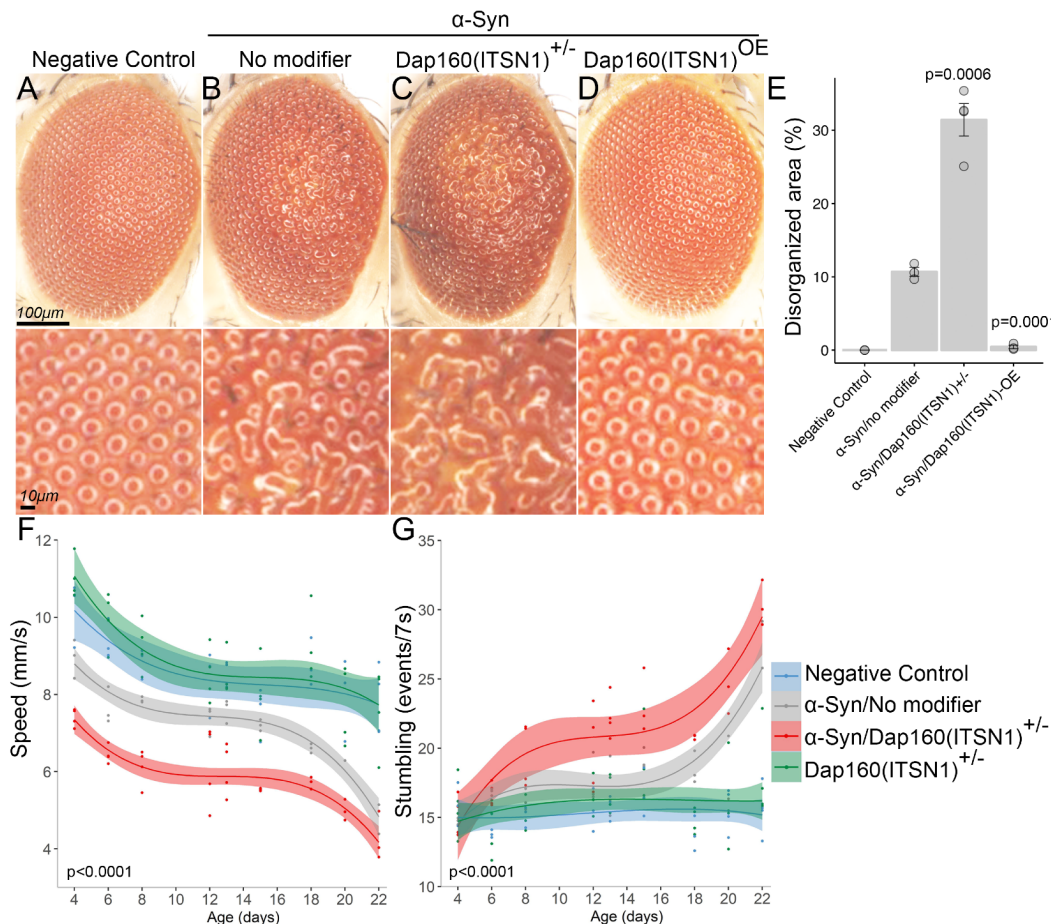 α-Syn
Negative Control
No modifier
Dap160(ITSN1)+/-
Dap160(ITSN1)OE
A
B
C
D
E
100µm
10µm
Disorganized area (%)
30
20
10
0
p=0.0006
p=0.0001
Negative Control
α-Syn/no modifier
α-Syn/Dap160(ITSN1)+/-
α-Syn/Dap160(ITSN1)-OE
F
Speed (mm/s)
12
10
8
6
4
p<0.0001
4 6 8 10 12 14 16 18 20 22
Age (days)
G
Stumbling (events/7s)
35
30
25
20
15
10
p<0.0001
4 6 8 10 12 14 16 18 20 22
Age (days)
Negative Control
α-Syn/No modifier
α-Syn/Dap160(ITSN1)+/-
Dap160(ITSN1)+/-